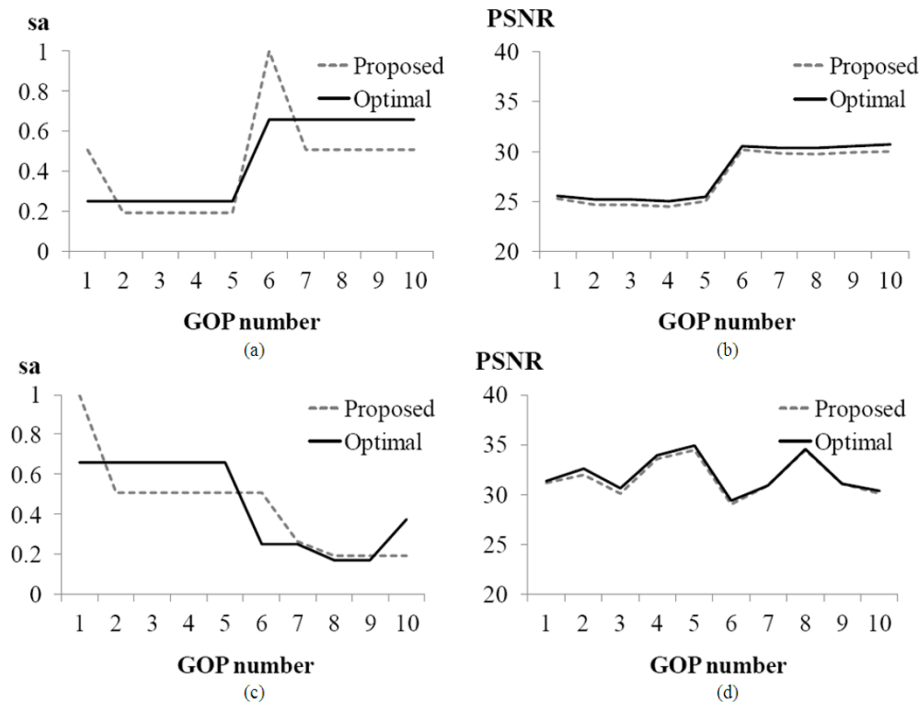 sa
1
0.8
0.6
0.4
0.2
0
Proposed
Optimal
1 2 3 4 5 6 7 8 9 10
GOP number
(a)
PSNR
40
35
30
25
20
Proposed
Optimal
1 2 3 4 5 6 7 8 9 10
GOP number
(b)
sa
1
0.8
0.6
0.4
0.2
0
Proposed
Optimal
1 2 3 4 5 6 7 8 9 10
GOP number
(c)
PSNR
40
35
30
25
20
Proposed
Optimal
1 2 3 4 5 6 7 8 9 10
GOP number
(d)